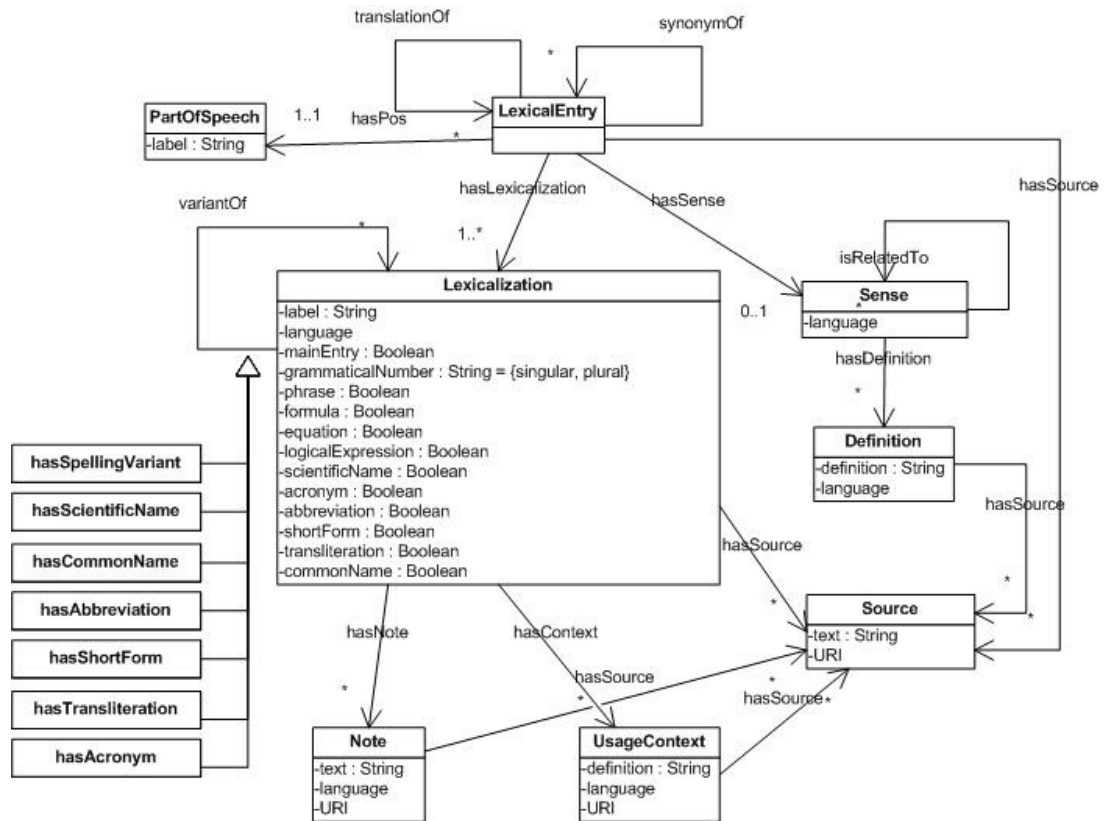 translationOf
synonymOf
*
LexicalEntry
PartOfSpeech
-label : String
1..1
hasPos
*
hasLexicalization
hasSense
hasSource
variantOf
*
1..*
isRelatedTo
Lexicalization
-label : String
-language
-mainEntry : Boolean
-grammaticalNumber : String = {singular, plural}
-phrase : Boolean
-formula : Boolean
-equation : Boolean
-logicalExpression : Boolean
-scientificName : Boolean
-acronym : Boolean
-abbreviation : Boolean
-shortForm : Boolean
-transliteration : Boolean
-commonName : Boolean
0..1
Sense
*
-language
hasDefinition
*
Definition
-definition : String
-language
hasSource
*
*
hasSpellingVariant
hasScientificName
hasCommonName
hasAbbreviation
hasShortForm
hasTransliteration
hasAcronym
hasSource
*
Source
-text : String
-URI
hasNote
*
hasContext
hasSource
*
*
hasSource
*
Note
-text : String
-language
-URI
UsageContext
-definition : String
-language
-URI